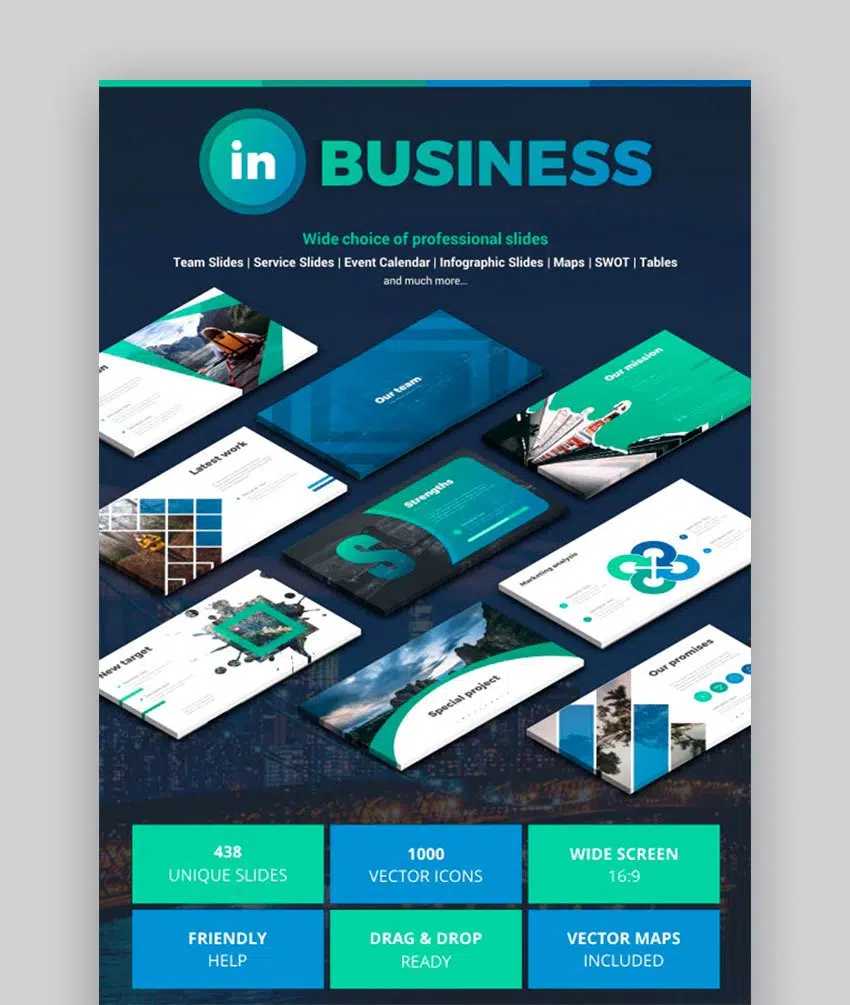 in BUSINESS
Wide choice of professional slides
Team Slides | Service Slides | Event Calendar | Infographic Slides | Maps | SWOT | Tables
and much more...
Our team
Our mission
Latest work
Strengths
S
Marketing analysis
New target
Special project
Our promises
438
UNIQUE SLIDES
1000
VECTOR ICONS
WIDE SCREEN
16:9
FRIENDLY
HELP
DRAG & DROP
READY
VECTOR MAPS
INCLUDED